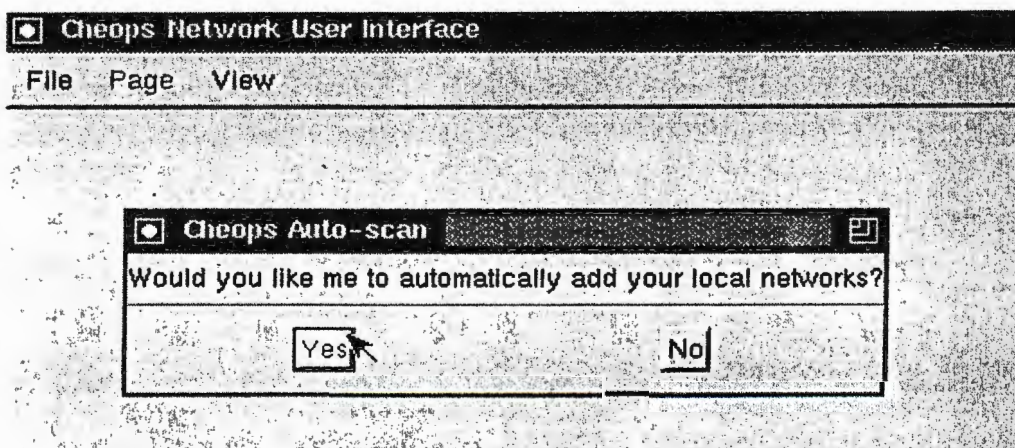 Cheops Network User Interface
File Page View
Cheops Auto-scan
Would you like me to automatically add your local networks?
Yes No